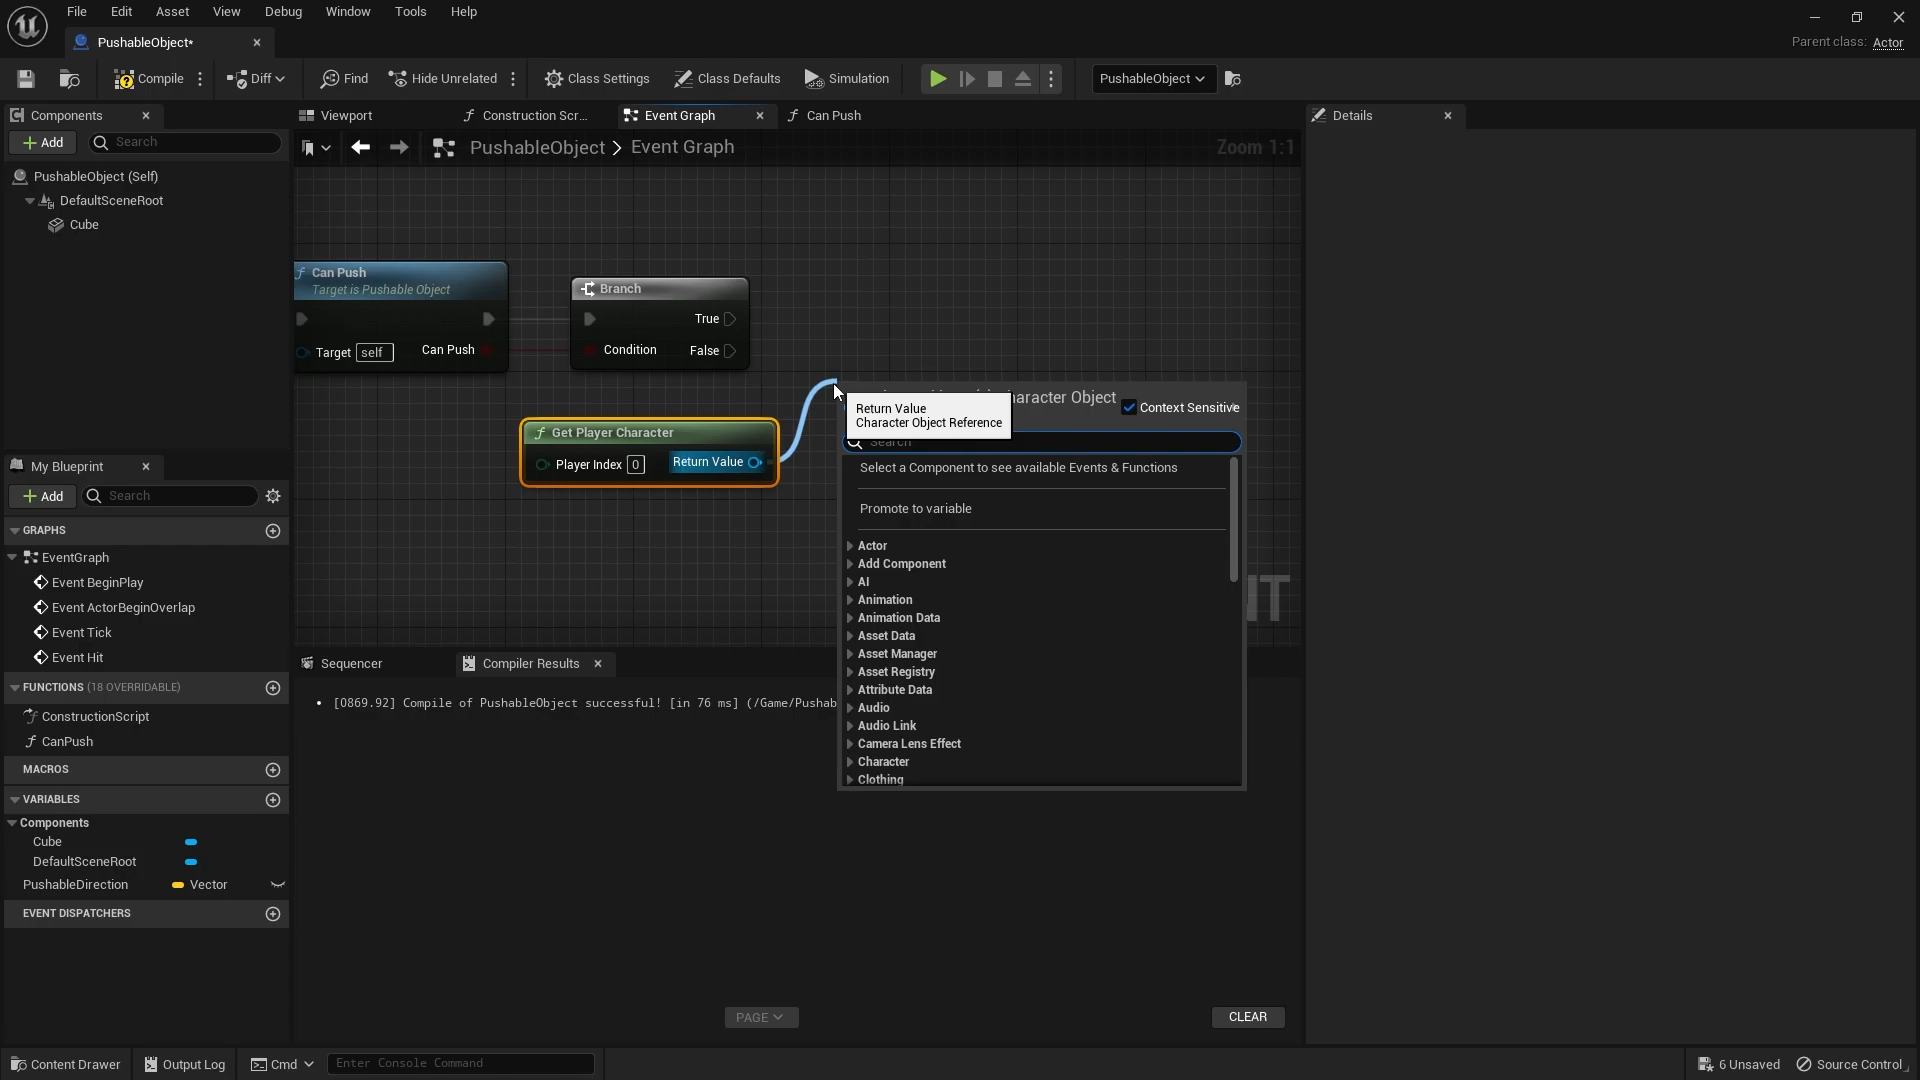 File Edit Asset View Debug Window Tools Help
PushableObject*
Parent class: Actor
Compile Diff Find Hide Unrelated Class Settings Class Defaults Simulation PushableObject
Components
Add Search
PushableObject (Self)
DefaultSceneRoot
Cube
Viewport Construction Scr... Event Graph Can Push
PushableObject > Event Graph Zoom 1:1
Can Push
Target is Pushable Object
Target self Can Push
Branch
True
Condition False
Get Player Character
Player Index 0 Return Value
aracter Object
Return Value
Character Object Reference
Context Sensitive
Search
Select a Component to see available Events & Functions
Promote to variable
Actor
Add Component
AI
Animation
Animation Data
Asset Data
Asset Manager
Asset Registry
Attribute Data
Audio
Audio Link
Camera Lens Effect
Character
Clothing
My Blueprint
Add Search
GRAPHS
EventGraph
Event BeginPlay
Event ActorBeginOverlap
Event Tick
Event Hit
FUNCTIONS (18 OVERRIDABLE)
ConstructionScript
CanPush
MACROS
VARIABLES
Components
Cube
DefaultSceneRoot
PushableDirection Vector
EVENT DISPATCHERS
Sequencer Compiler Results
[0869.92] Compile of PushableObject successful! [in 76 ms] (/Game/Pushab
PAGE CLEAR
Details
Content Drawer Output Log Cmd Enter Console Command 6 Unsaved Source Control